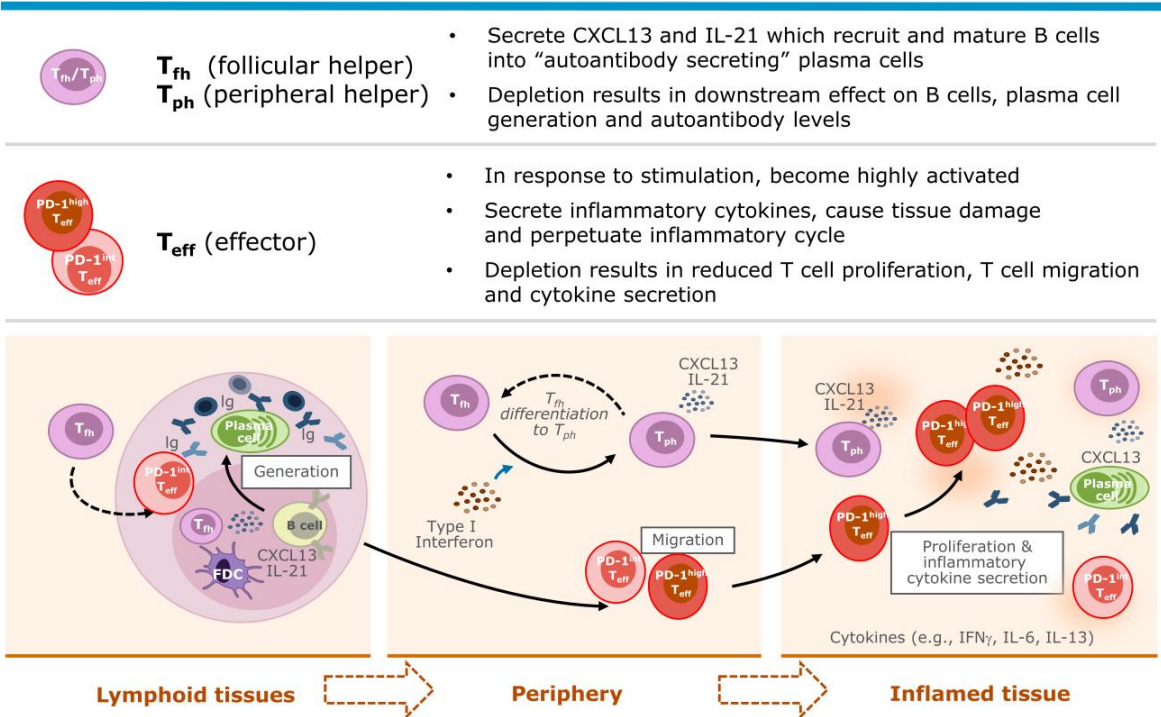 Tfh/Tph
Tfh (follicular helper)
Tph (peripheral helper)
• Secrete CXCL13 and IL-21 which recruit and mature B cells
into “autoantibody secreting” plasma cells
• Depletion results in downstream effect on B cells, plasma cell
generation and autoantibody levels
PD-1high
Teff
PD-1int
Teff
Teff (effector)
• In response to stimulation, become highly activated
• Secrete inflammatory cytokines, cause tissue damage
and perpetuate inflammatory cycle
• Depletion results in reduced T cell proliferation, T cell migration
and cytokine secretion
Tfh
Ig
Ig
Ig
Plasma
cell
PD-1int
Teff
Generation
Tfh
B cell
CXCL13
IL-21
FDC
Tfh
Tfh
differentiation
to Tph
CXCL13
IL-21
Tph
Type I
Interferon
Migration
PD-1int
Teff
PD-1high
Teff
CXCL13
IL-21
Tph
PD-1high
Teff
PD-1high
Teff
Tph
CXCL13
Plasma
cell
PD-1high
Teff
Proliferation &
inflammatory
cytokine secretion
PD-1int
Teff
Cytokines (e.g., IFNγ, IL-6, IL-13)
Lymphoid tissues
Periphery
Inflamed tissue